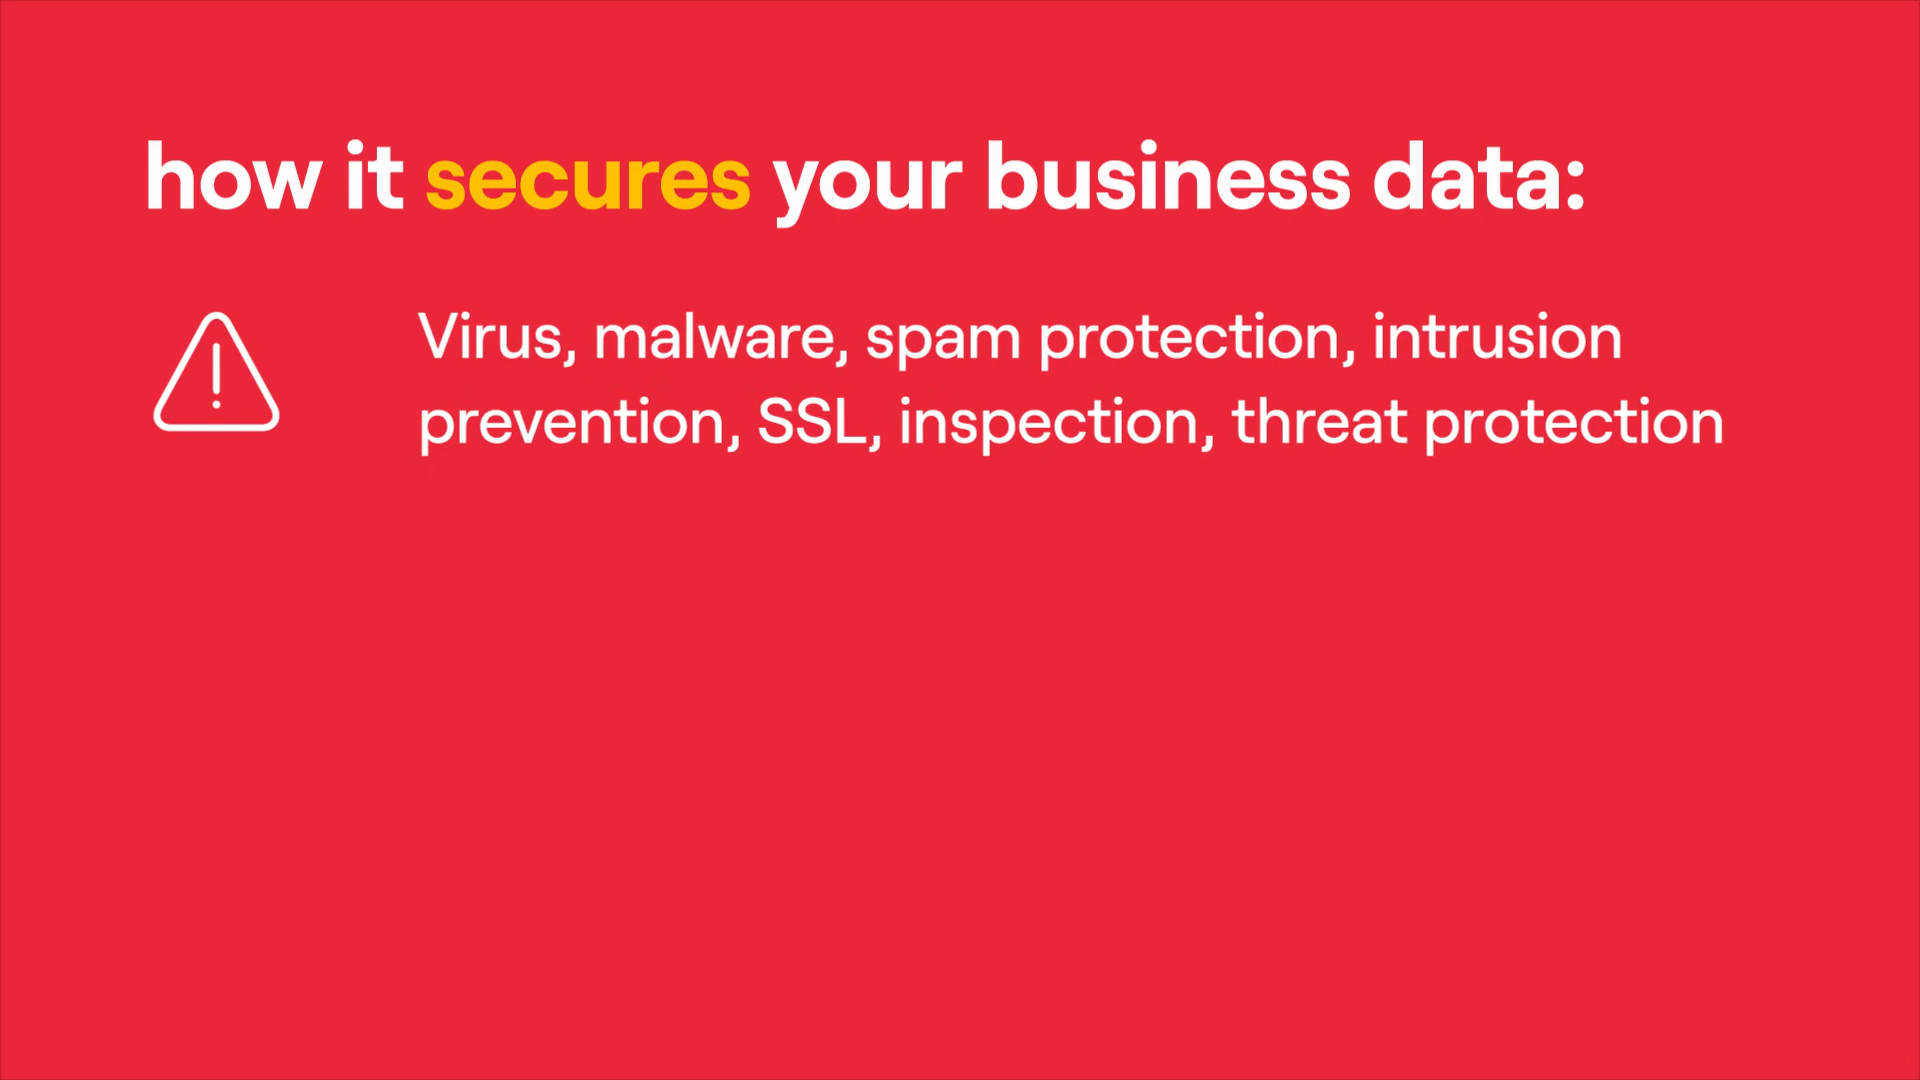 how it secures your business data:
Virus, malware, spam protection, intrusion
prevention, SSL, inspection, threat protection